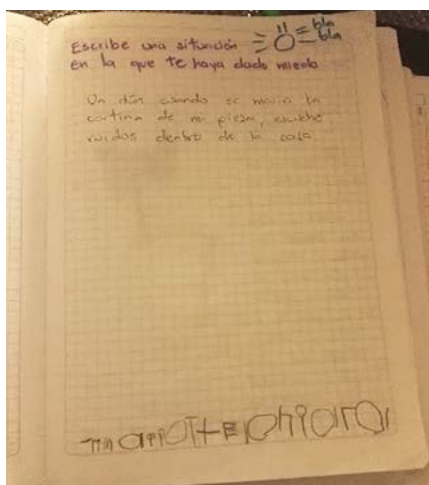 Escribe una situación
bla
bla
en la que te haya dado miedo
Un día cuando se movía la
cortina de mi pieza, escuché
ruidos dentro de la casa.